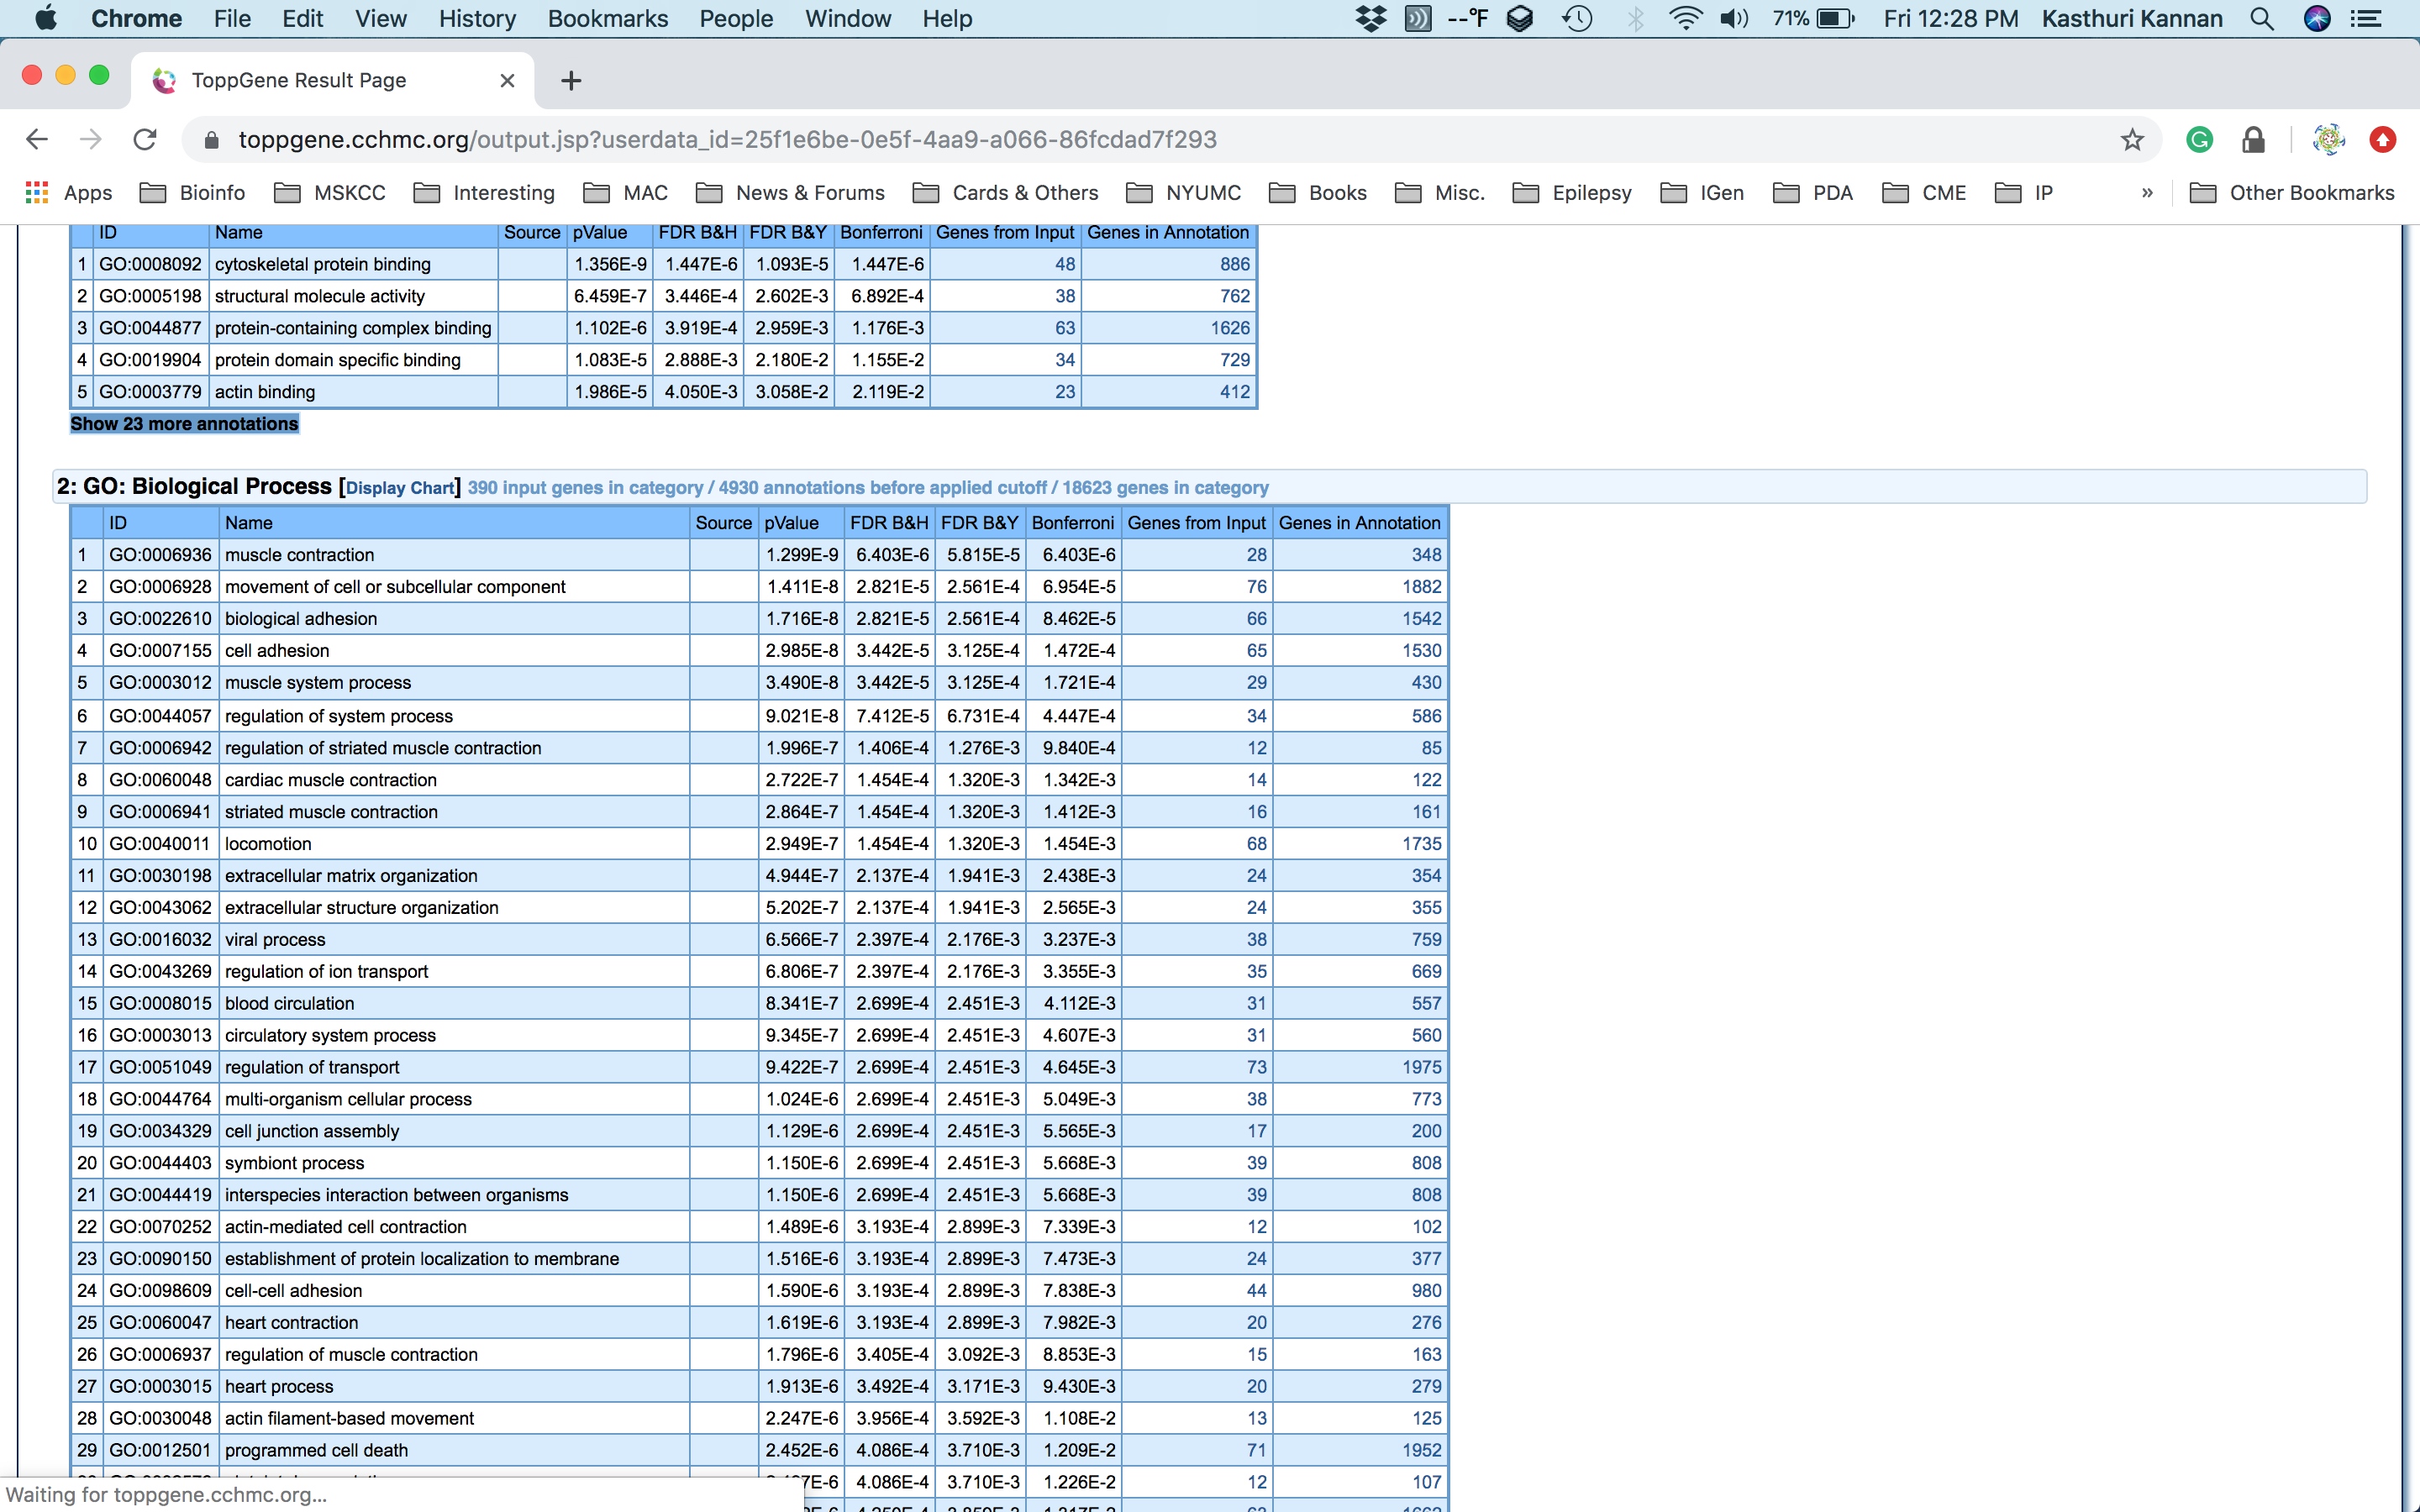 Chrome File Edit View History Bookmarks People Window Help --°F 71% Fri 12:28 PM Kasthuri Kannan
ToppGene Result Page
toppgene.cchmc.org/output.jsp?userdata_id=25f1e6be-0e5f-4aa9-a066-86fcdad7f293
Apps Bioinfo MSKCC Interesting MAC News & Forums Cards & Others NYUMC Books Misc. Epilepsy IGen PDA CME IP » Other Bookmarks
ID Name Source pValue FDR B&H FDR B&Y Bonferroni Genes from Input Genes in Annotation
1 GO:0008092 cytoskeletal protein binding 1.356E-9 1.447E-6 1.093E-5 1.447E-6 48 886
2 GO:0005198 structural molecule activity 6.459E-7 3.446E-4 2.602E-3 6.892E-4 38 762
3 GO:0044877 protein-containing complex binding 1.102E-6 3.919E-4 2.959E-3 1.176E-3 63 1626
4 GO:0019904 protein domain specific binding 1.083E-5 2.888E-3 2.180E-2 1.155E-2 34 729
5 GO:0003779 actin binding 1.986E-5 4.050E-3 3.058E-2 2.119E-2 23 412
Show 23 more annotations
2: GO: Biological Process [Display Chart] 390 input genes in category / 4930 annotations before applied cutoff / 18623 genes in category
ID Name Source pValue FDR B&H FDR B&Y Bonferroni Genes from Input Genes in Annotation
1 GO:0006936 muscle contraction 1.299E-9 6.403E-6 5.815E-5 6.403E-6 28 348
2 GO:0006928 movement of cell or subcellular component 1.411E-8 2.821E-5 2.561E-4 6.954E-5 76 1882
3 GO:0022610 biological adhesion 1.716E-8 2.821E-5 2.561E-4 8.462E-5 66 1542
4 GO:0007155 cell adhesion 2.985E-8 3.442E-5 3.125E-4 1.472E-4 65 1530
5 GO:0003012 muscle system process 3.490E-8 3.442E-5 3.125E-4 1.721E-4 29 430
6 GO:0044057 regulation of system process 9.021E-8 7.412E-5 6.731E-4 4.447E-4 34 586
7 GO:0006942 regulation of striated muscle contraction 1.996E-7 1.406E-4 1.276E-3 9.840E-4 12 85
8 GO:0060048 cardiac muscle contraction 2.722E-7 1.454E-4 1.320E-3 1.342E-3 14 122
9 GO:0006941 striated muscle contraction 2.864E-7 1.454E-4 1.320E-3 1.412E-3 16 161
10 GO:0040011 locomotion 2.949E-7 1.454E-4 1.320E-3 1.454E-3 68 1735
11 GO:0030198 extracellular matrix organization 4.944E-7 2.137E-4 1.941E-3 2.438E-3 24 354
12 GO:0043062 extracellular structure organization 5.202E-7 2.137E-4 1.941E-3 2.565E-3 24 355
13 GO:0016032 viral process 6.566E-7 2.397E-4 2.176E-3 3.237E-3 38 759
14 GO:0043269 regulation of ion transport 6.806E-7 2.397E-4 2.176E-3 3.355E-3 35 669
15 GO:0008015 blood circulation 8.341E-7 2.699E-4 2.451E-3 4.112E-3 31 557
16 GO:0003013 circulatory system process 9.345E-7 2.699E-4 2.451E-3 4.607E-3 31 560
17 GO:0051049 regulation of transport 9.422E-7 2.699E-4 2.451E-3 4.645E-3 73 1975
18 GO:0044764 multi-organism cellular process 1.024E-6 2.699E-4 2.451E-3 5.049E-3 38 773
19 GO:0034329 cell junction assembly 1.129E-6 2.699E-4 2.451E-3 5.565E-3 17 200
20 GO:0044403 symbiont process 1.150E-6 2.699E-4 2.451E-3 5.668E-3 39 808
21 GO:0044419 interspecies interaction between organisms 1.150E-6 2.699E-4 2.451E-3 5.668E-3 39 808
22 GO:0070252 actin-mediated cell contraction 1.489E-6 3.193E-4 2.899E-3 7.339E-3 12 102
23 GO:0090150 establishment of protein localization to membrane 1.516E-6 3.193E-4 2.899E-3 7.473E-3 24 377
24 GO:0098609 cell-cell adhesion 1.590E-6 3.193E-4 2.899E-3 7.838E-3 44 980
25 GO:0060047 heart contraction 1.619E-6 3.193E-4 2.899E-3 7.982E-3 20 276
26 GO:0006937 regulation of muscle contraction 1.796E-6 3.405E-4 3.092E-3 8.853E-3 15 163
27 GO:0003015 heart process 1.913E-6 3.492E-4 3.171E-3 9.430E-3 20 279
28 GO:0030048 actin filament-based movement 2.247E-6 3.956E-4 3.592E-3 1.108E-2 13 125
29 GO:0012501 programmed cell death 2.452E-6 4.086E-4 3.710E-3 1.209E-2 71 1952
7E-6 4.086E-4 3.710E-3 1.226E-2 12 107
Waiting for toppgene.cchmc.org...